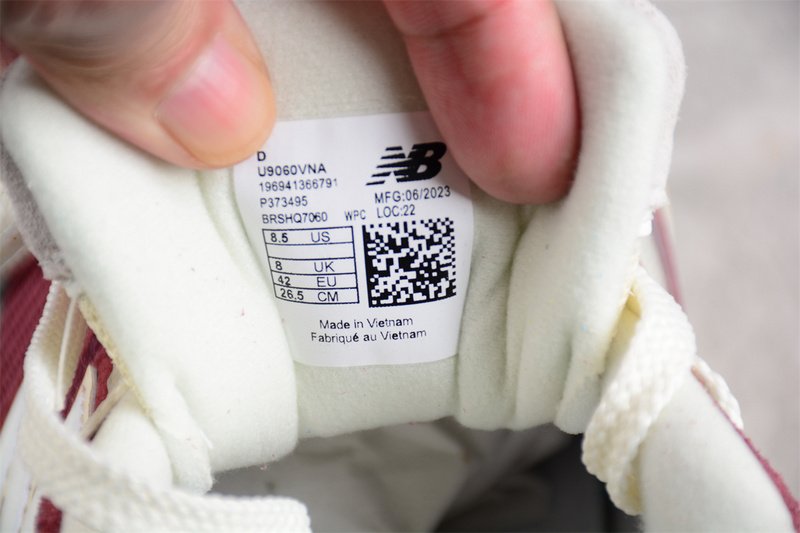 D
U9060VNA
196941366791
P373495
BRSHQ7060 WPC
NB
MFG:06/2023
LOC:22
8.5 US
8 UK
42 EU
26.5 CM
Made in Vietnam
Fabriqué au Vietnam